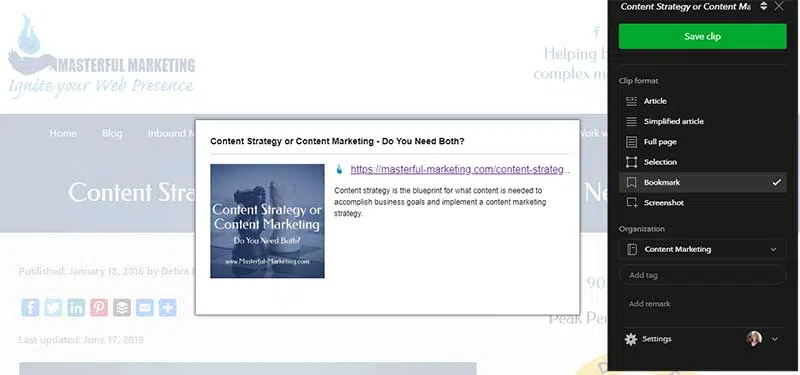 MASTERFUL MARKETING
Ignite your Web Presence
Helping b
complex m
Home Blog Inbound M
Work w
Content Stra
Ne
Published: January 18, 2016 by Debra
Last updated: June 17, 2019
90
Peak Pe
Content Strategy or Content Marketing - Do You Need Both?
https://masterful-marketing.com/content-strateg...
Content strategy is the blueprint for what content is needed to
accomplish business goals and implement a content marketing
strategy.
Content Strategy or
Content Marketing
Do You Need Both?
www.Masterful-Marketing.com
Content Strategy or Content Ma
Save clip
Clip format
Article
Simplified article
Full page
Selection
Bookmark
Screenshot
Organization
Content Marketing
Add tag
Add remark
Settings